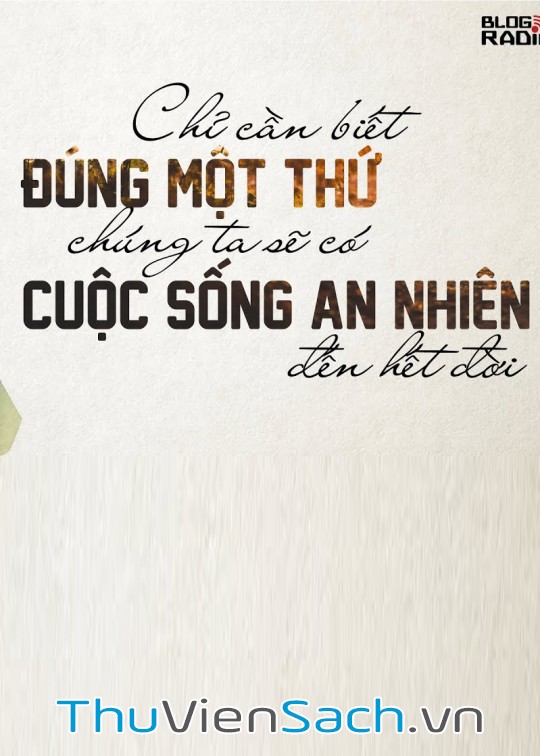 BLOG
RADI
Chỉ cần biết
ĐÚNG MỘT THỨ
chúng ta sẽ có
CUỘC SỐNG AN NHIÊN
đến hết đời
ThuVienSach.vn